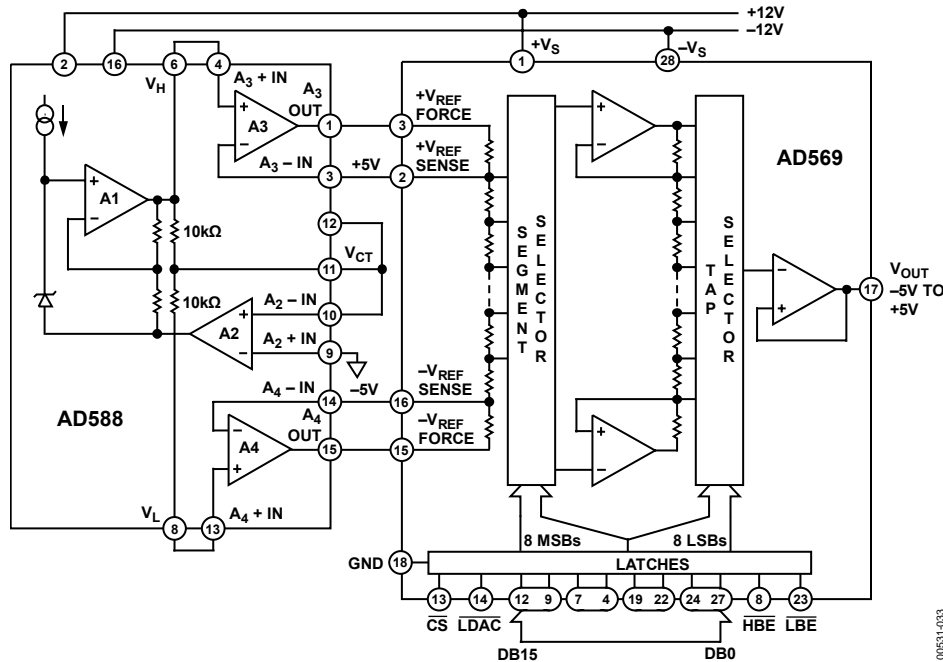 +12V
–12V
2
16
6
4
1
28
+VS
–VS
VH
A3 + IN
A3
OUT
A3
+
–
1
+VREF
FORCE
3
A3 – IN
+5V
3
+VREF
SENSE
2
AD569
A1
+
–
10kΩ
10kΩ
12
VCT
11
A2 – IN
10
A2 + IN
9
A2
+
–
–5V
A4 – IN
14
–VREF
SENSE
16
A4
OUT
15
–VREF
FORCE
15
A4
–
+
AD588
VL
8
13
A4 + IN
SEGMENT
SELECTOR
+
–
+
–
TAP
SELECTOR
–
+
VOUT
–5V TO
+5V
17
8 MSBs
8 LSBs
GND
18
LATCHES
13
14
12
9
7
4
19
22
24
27
8
23
CS
LDAC
HBE
LBE
DB15
DB0
00531-033